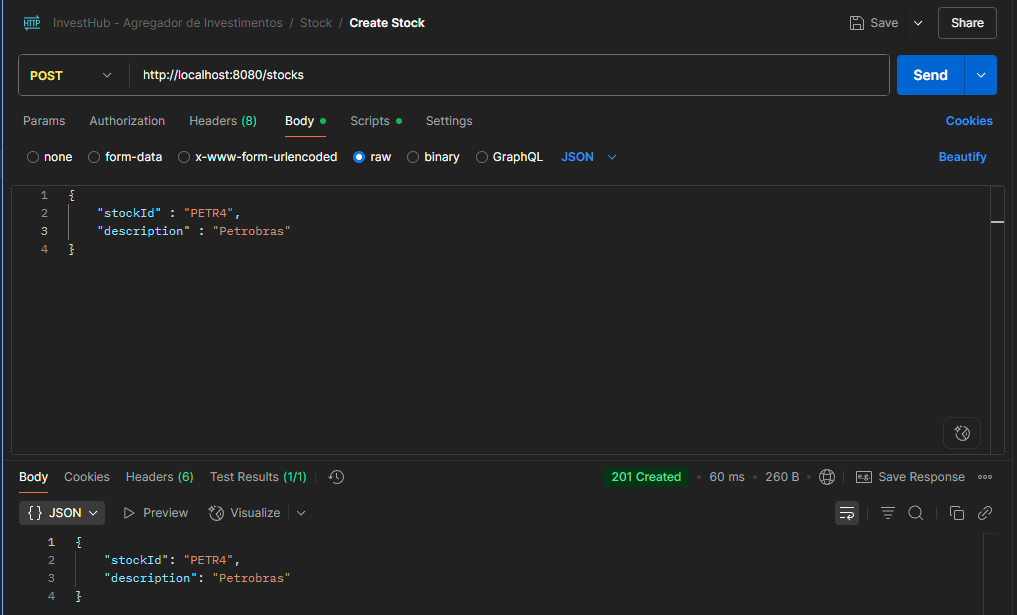 HTTP InvestHub - Agregador de Investimentos / Stock / Create Stock Save Share
POST http://localhost:8080/stocks Send
Params Authorization Headers (8) Body Scripts Settings Cookies
none form-data x-www-form-urlencoded raw binary GraphQL JSON Beautify
1 {
2 "stockId" : "PETR4",
3 "description" : "Petrobras"
4 }
Body Cookies Headers (6) Test Results (1/1) 201 Created • 60 ms • 260 B • e.g. Save Response
{} JSON Preview Visualize
1 {
2 "stockId": "PETR4",
3 "description": "Petrobras"
4 }